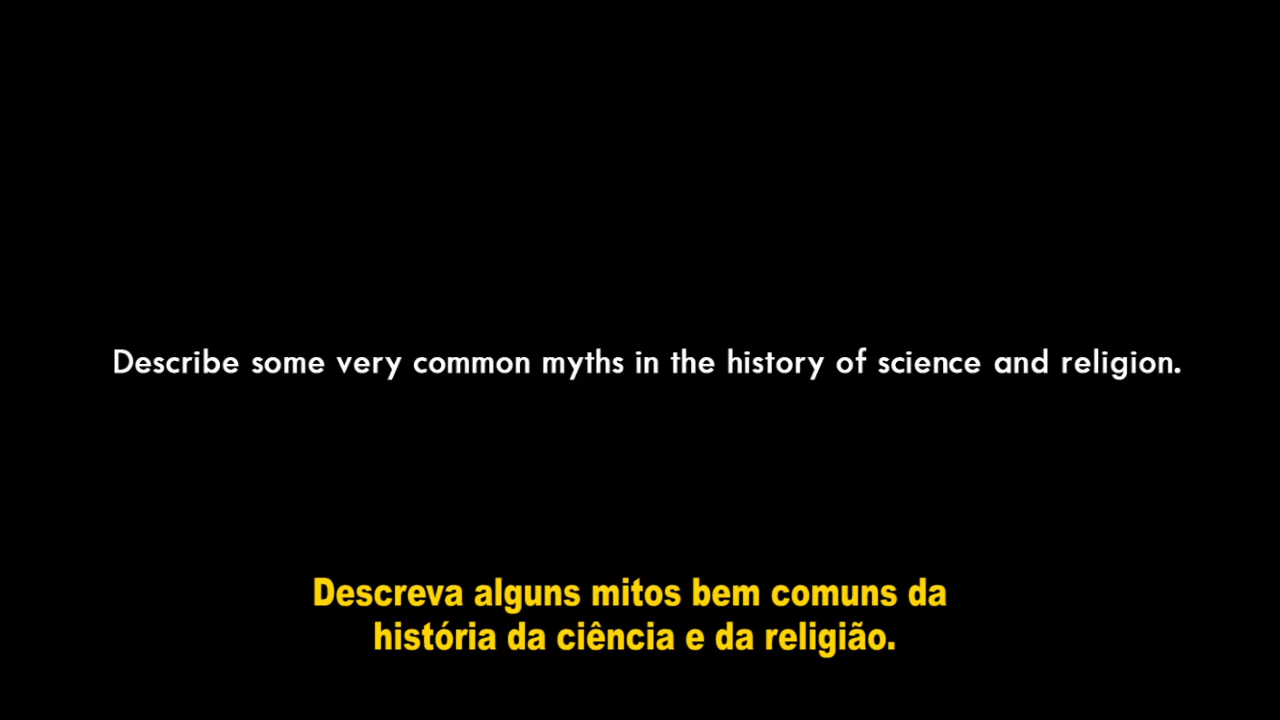 Describe some very common myths in the history of science and religion.
Descreva alguns mitos bem comuns da
história da ciência e da religião.